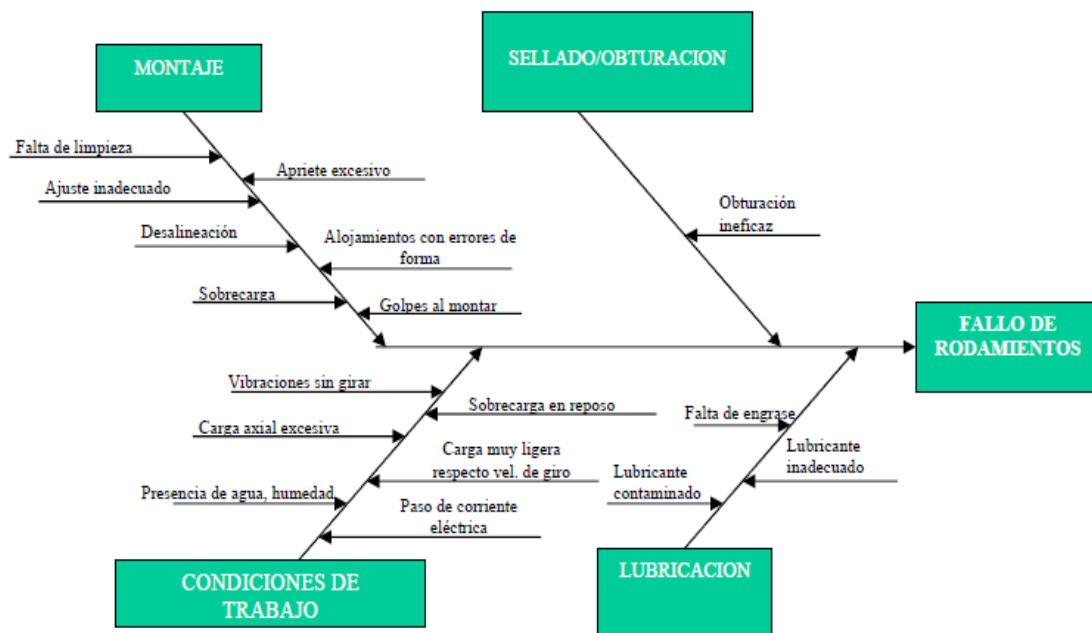 MONTAJE
SELLADO/OBTURACION
Falta de limpieza
Apriete excesivo
Ajuste inadecuado
Desalineación
Alojamientos con errores de
forma
Sobrecarga
Golpes al montar
Obturación
ineficaz
FALLO DE
RODAMIENTOS
Vibraciones sin girar
Sobrecarga en reposo
Carga axial excesiva
Carga muy ligera
respecto vel. de giro
Presencia de agua, humedad
Paso de corriente
eléctrica
Falta de engrase
Lubricante
inadecuado
Lubricante
contaminado
CONDICIONES DE
TRABAJO
LUBRICACION